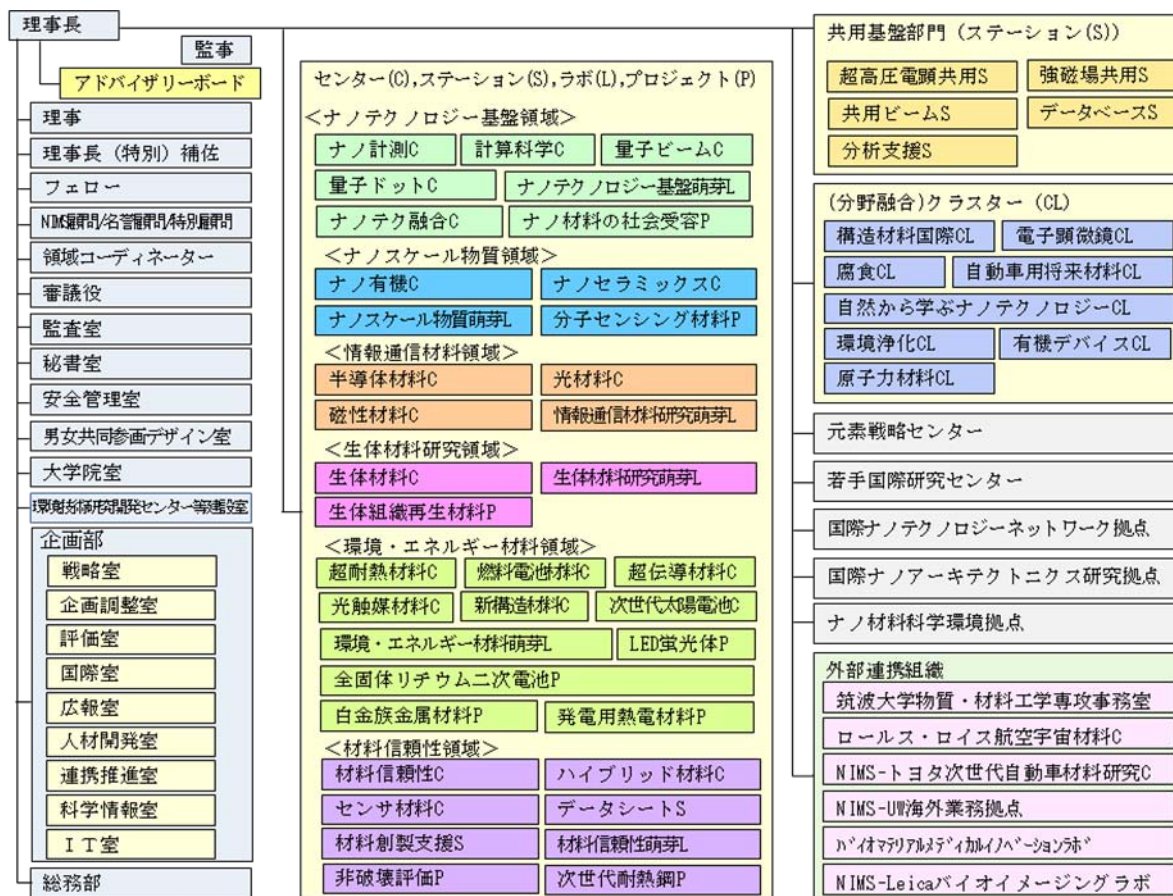 理事長
監事
アドバイザリーボード
理事
理事長（特別）補佐
フェロー
NIMS顧問/名誉顧問/特別顧問
領域コーディネーター
審議役
監査室
秘書室
安全管理室
男女共同参画デザイン室
大学院室
環境技術研究開発センター等建設室
企画部
戦略室
企画調整室
評価室
国際室
広報室
人材開発室
連携推進室
科学情報室
ＩＴ室
総務部
センター(C),ステーション(S),ラボ(L),プロジェクト(P)
＜ナノテクノロジー基盤領域＞
ナノ計測C 計算科学C 量子ビームC
量子ドットC ナノテクノロジー基盤萌芽L
ナノテク融合C ナノ材料の社会受容P
＜ナノスケール物質領域＞
ナノ有機C ナノセラミックスC
ナノスケール物質萌芽L 分子センシング材料P
＜情報通信材料領域＞
半導体材料C 光材料C
磁性材料C 情報通信材料研究萌芽L
＜生体材料研究領域＞
生体材料C 生体材料研究萌芽L
生体組織再生材料P
＜環境・エネルギー材料領域＞
超耐熱材料C 燃料電池材料C 超伝導材料C
光触媒材料C 新構造材料C 次世代太陽電池C
環境・エネルギー材料萌芽L LED蛍光体P
全固体リチウム二次電池P
白金族金属材料P 発電用熱電材料P
＜材料信頼性領域＞
材料信頼性C ハイブリッド材料C
センサ材料C データシートS
材料創製支援S 材料信頼性萌芽L
非破壊評価P 次世代耐熱鋼P
共用基盤部門（ステーション(S)）
超高圧電顕共用S 強磁場共用S
共用ビームS データベースS
分析支援S
(分野融合)クラスター（CL）
構造材料国際CL 電子顕微鏡CL
腐食CL 自動車用将来材料CL
自然から学ぶナノテクノロジーCL
環境浄化CL 有機デバイスCL
原子力材料CL
元素戦略センター
若手国際研究センター
国際ナノテクノロジーネットワーク拠点
国際ナノアーキテクトニクス研究拠点
ナノ材料科学環境拠点
外部連携組織
筑波大学物質・材料工学専攻事務室
ロールス・ロイス航空宇宙材料C
NIMS-トヨタ次世代自動車材料研究C
NIMS-UW海外業務拠点
ﾊﾞｲｵﾏﾃﾘｱﾙﾒﾃﾞｨｶﾙｲﾉﾍﾞｰｼｮﾝﾗﾎﾞ
NIMS-Leicaバイオイメージングラボ